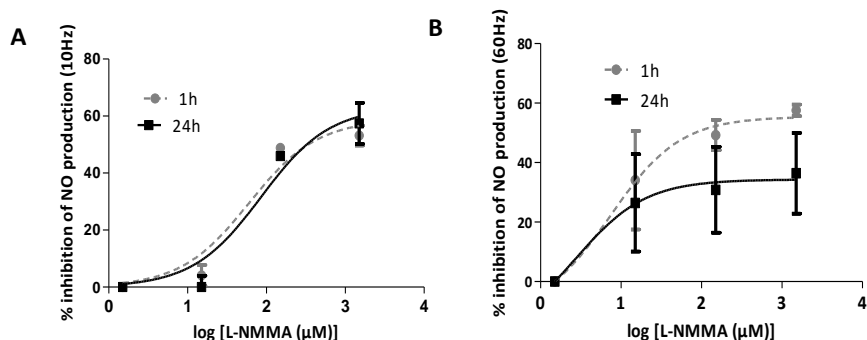 A
% inhibition of NO production (10Hz)
80
60
40
20
0
1h
24h
0 1 2 3 4
log [L-NMMA (µM)]
B
% inhibition of NO production (60Hz)
80
60
40
20
0
1h
24h
0 1 2 3 4
log [L-NMMA (µM)]